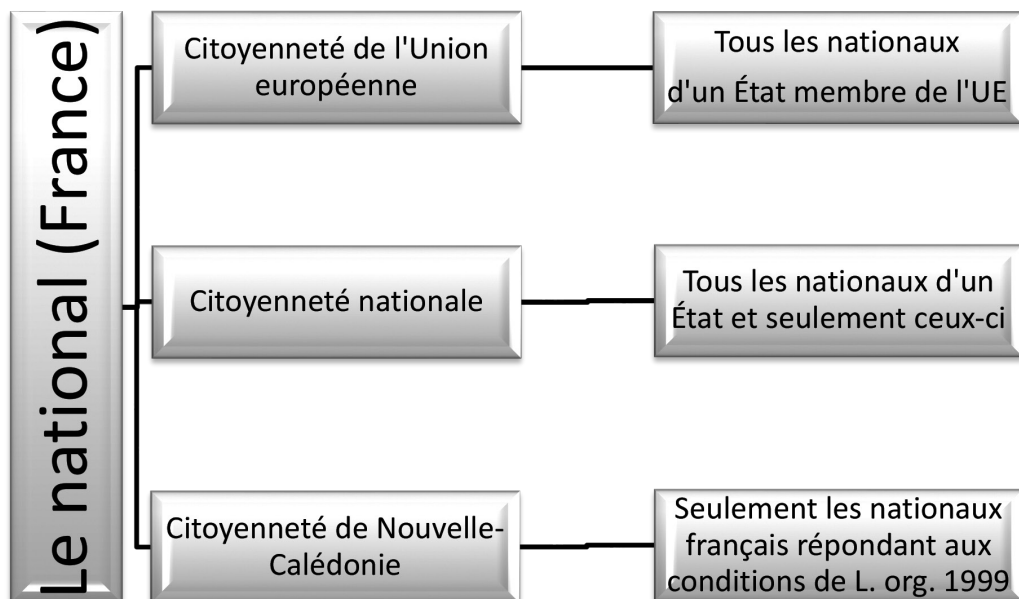 Le national (France)
Citoyenneté de l'Union
européenne
Tous les nationaux
d'un État membre de l'UE
Citoyenneté nationale
Tous les nationaux d'un
État et seulement ceux-ci
Citoyenneté de Nouvelle-
Calédonie
Seulement les nationaux
français répondant aux
conditions de L. org. 1999